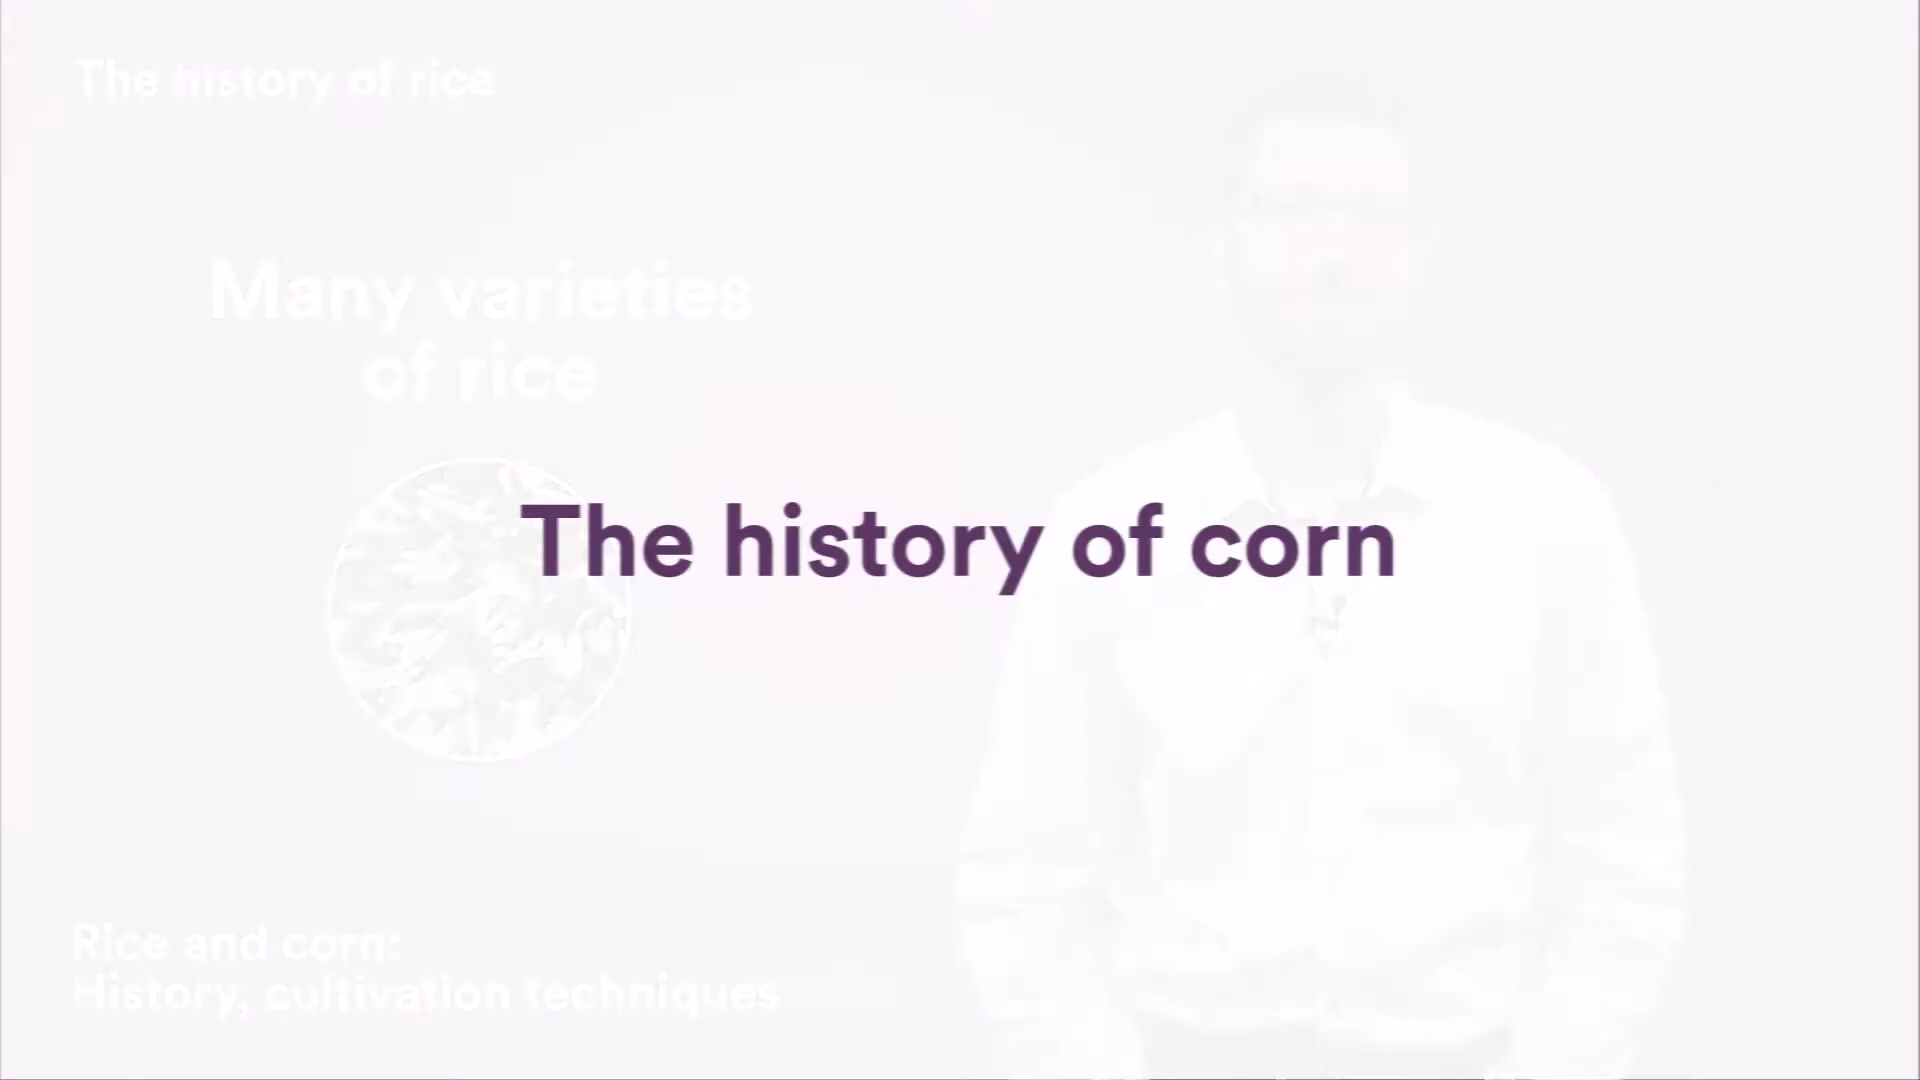 The history of rice
Many varieties
of rice
The history of corn
Rice and corn:
History, cultivation techniques